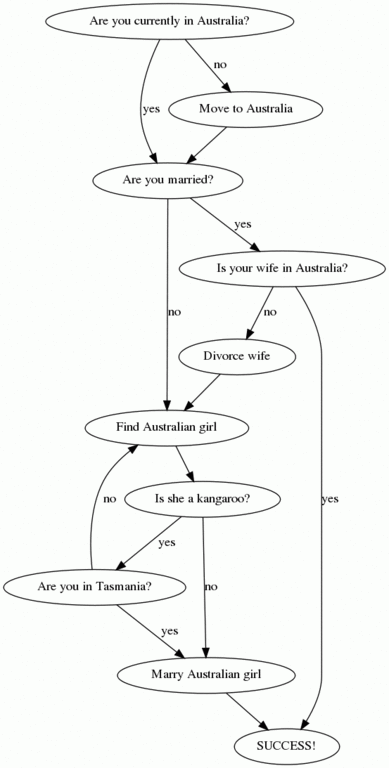 Are you currently in Australia?
no
Move to Australia
yes
Are you married?
yes
Is your wife in Australia?
no
no
Divorce wife
Find Australian girl
Is she a kangaroo?
no
yes
yes
Are you in Tasmania?
no
yes
Marry Australian girl
SUCCESS!